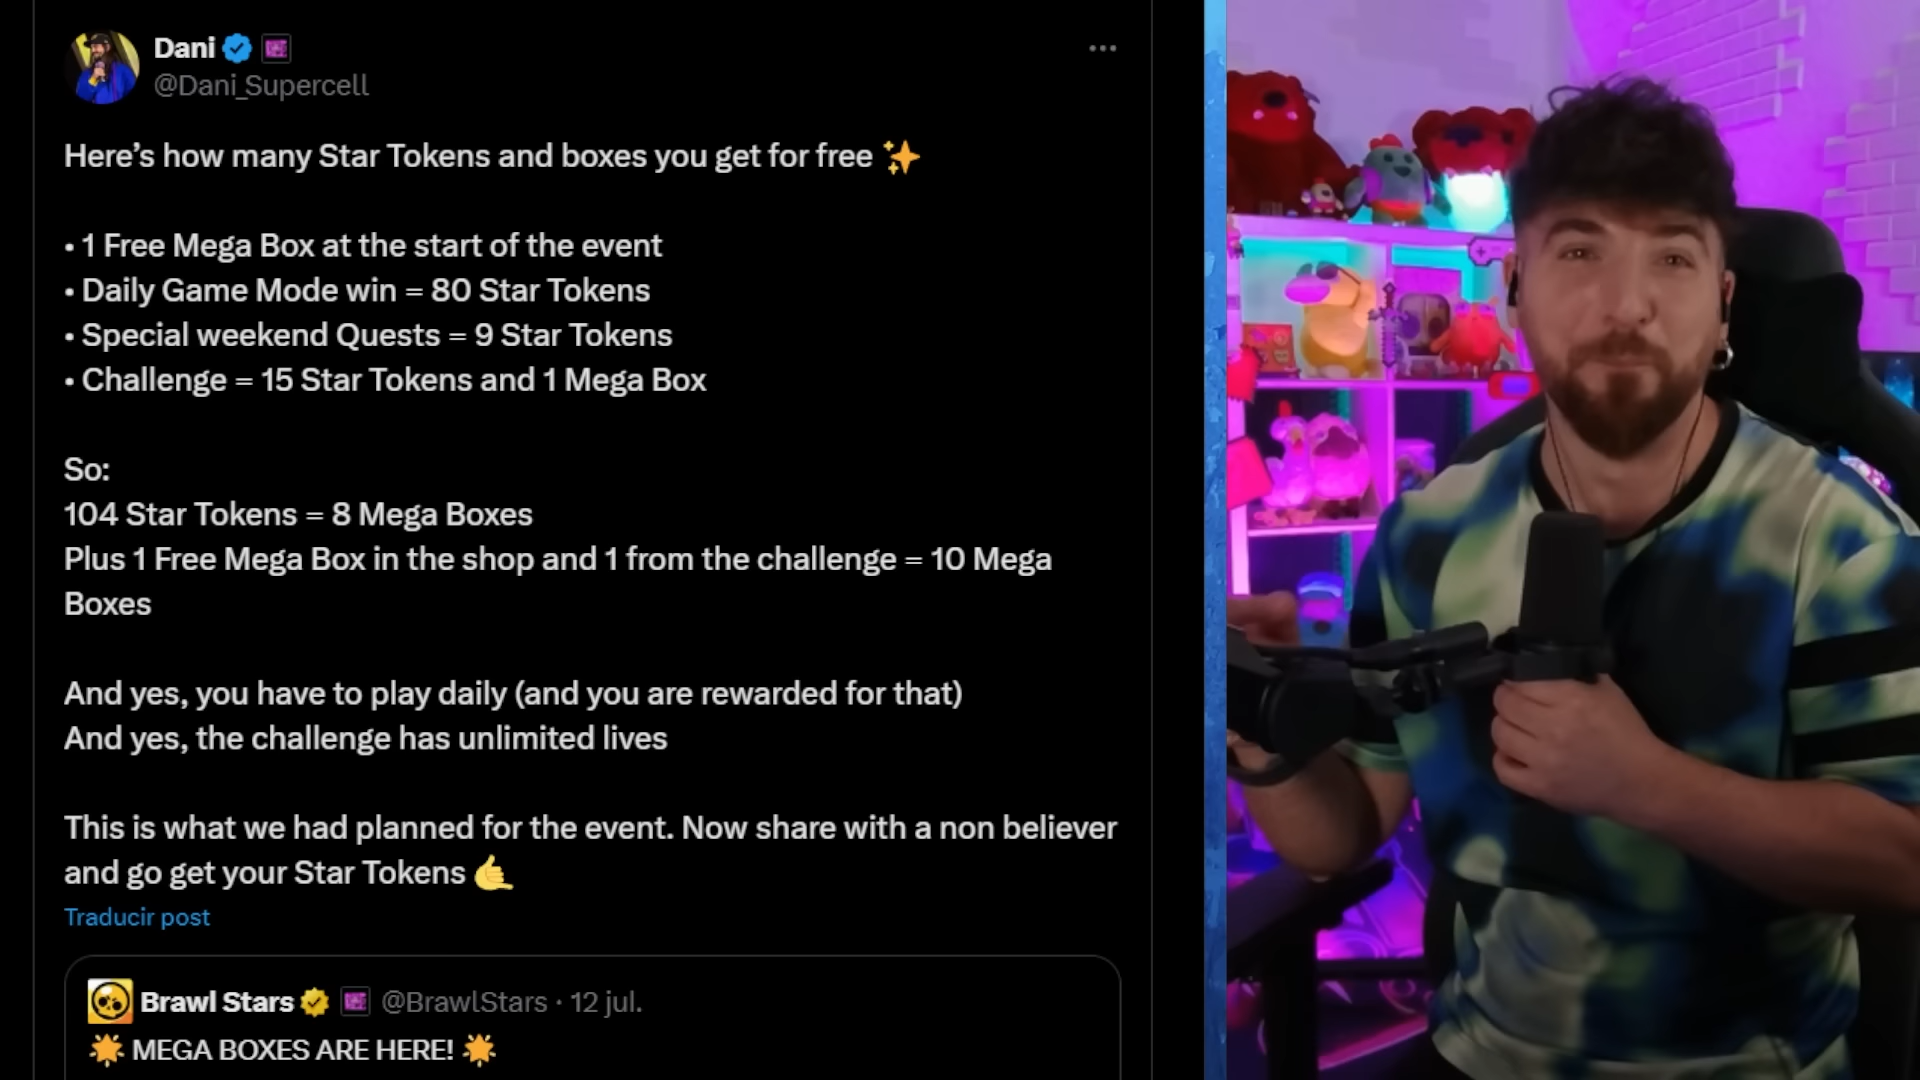 Dani
@Dani_Supercell
Here’s how many Star Tokens and boxes you get for free ✨
• 1 Free Mega Box at the start of the event
• Daily Game Mode win = 80 Star Tokens
• Special weekend Quests = 9 Star Tokens
• Challenge = 15 Star Tokens and 1 Mega Box
So:
104 Star Tokens = 8 Mega Boxes
Plus 1 Free Mega Box in the shop and 1 from the challenge = 10 Mega
Boxes
And yes, you have to play daily (and you are rewarded for that)
And yes, the challenge has unlimited lives
This is what we had planned for the event. Now share with a non believer
and go get your Star Tokens 🤙
Traducir post
Brawl Stars @BrawlStars · 12 jul.
🌟 MEGA BOXES ARE HERE! 🌟